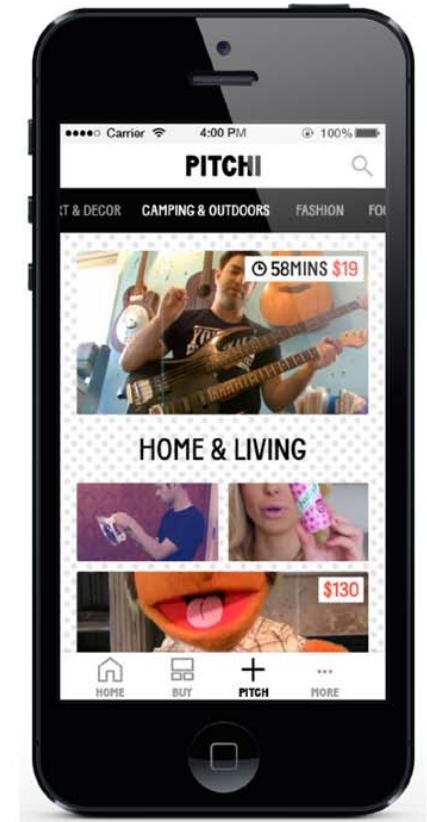 Carrier 4:00 PM 100%
PITCHI
CAMPING & OUTDOORS FASHION
58MINS $19
HOME & LIVING
$130
HOME BUY PITCH MORE